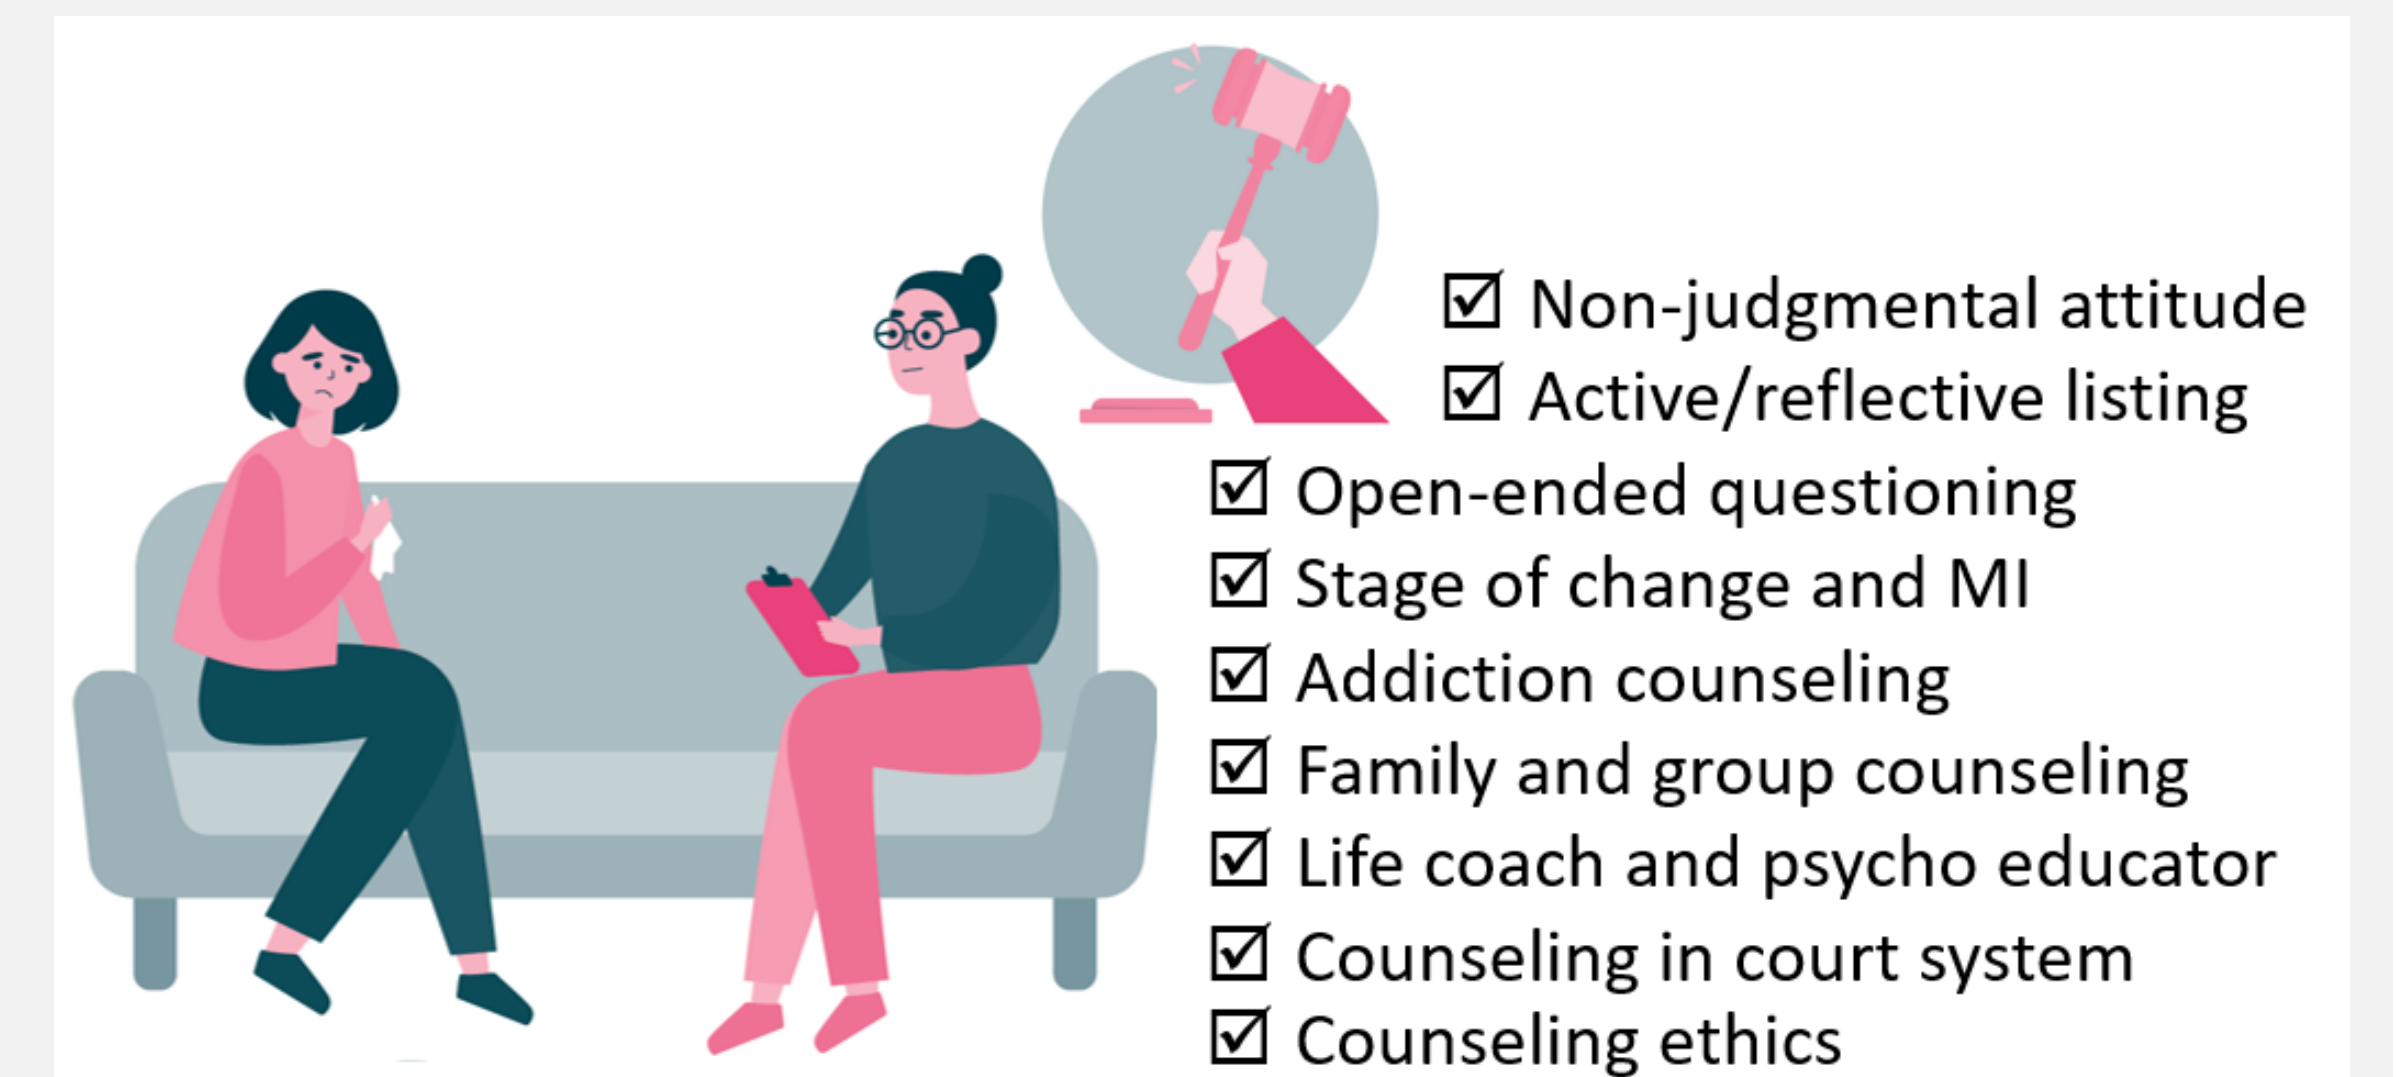 ☑ Non-judgmental attitude
☑ Active/reflective listing
☑ Open-ended questioning
☑ Stage of change and MI
☑ Addiction counseling
☑ Family and group counseling
☑ Life coach and psycho educator
☑ Counseling in court system
☑ Counseling ethics